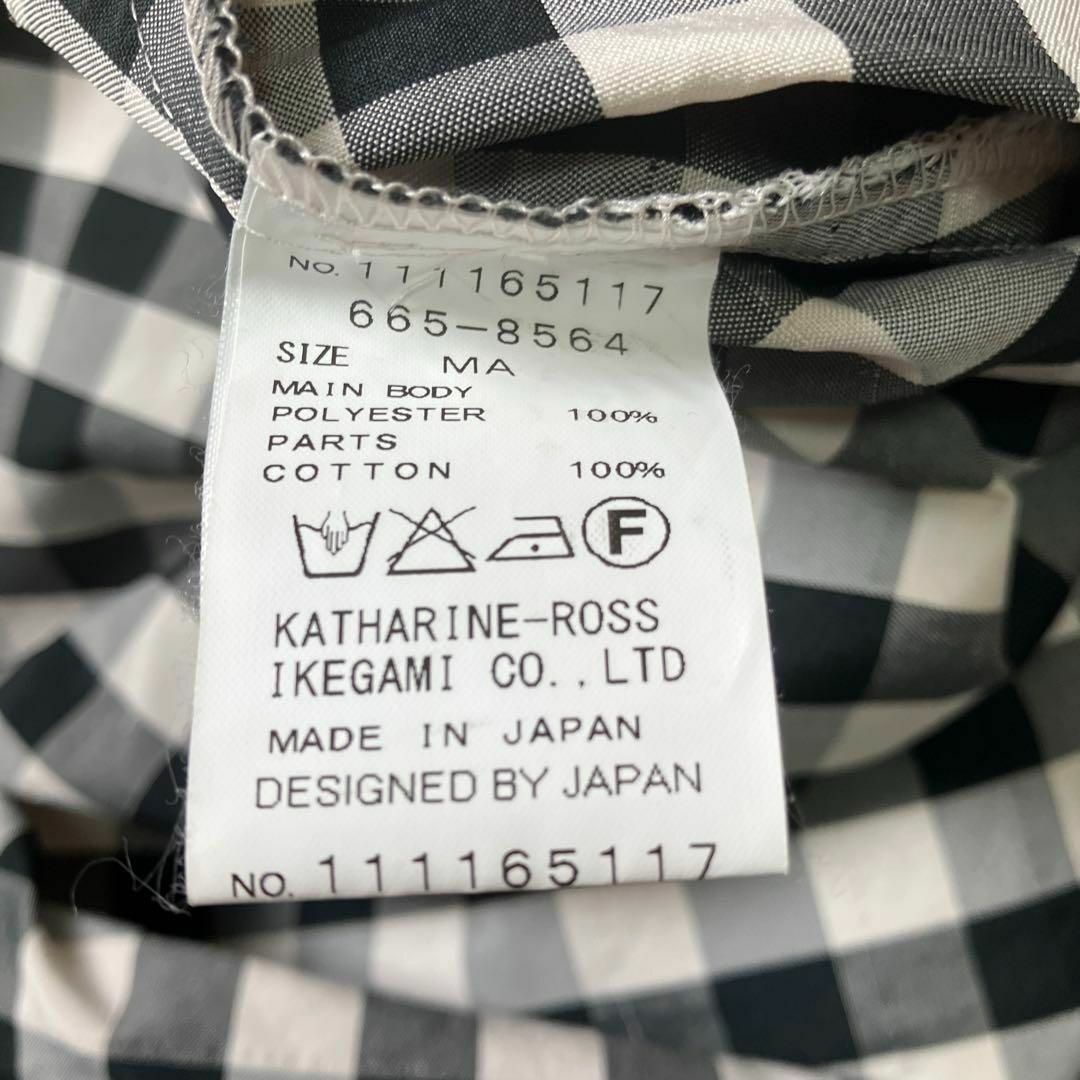 NO. 111165117
665-8564
SIZE MA
MAIN BODY
POLYESTER 100%
PARTS
COTTON 100%
F
KATHARINE-ROSS
IKEGAMI CO.,LTD
MADE IN JAPAN
DESIGNED BY JAPAN
NO. 111165117